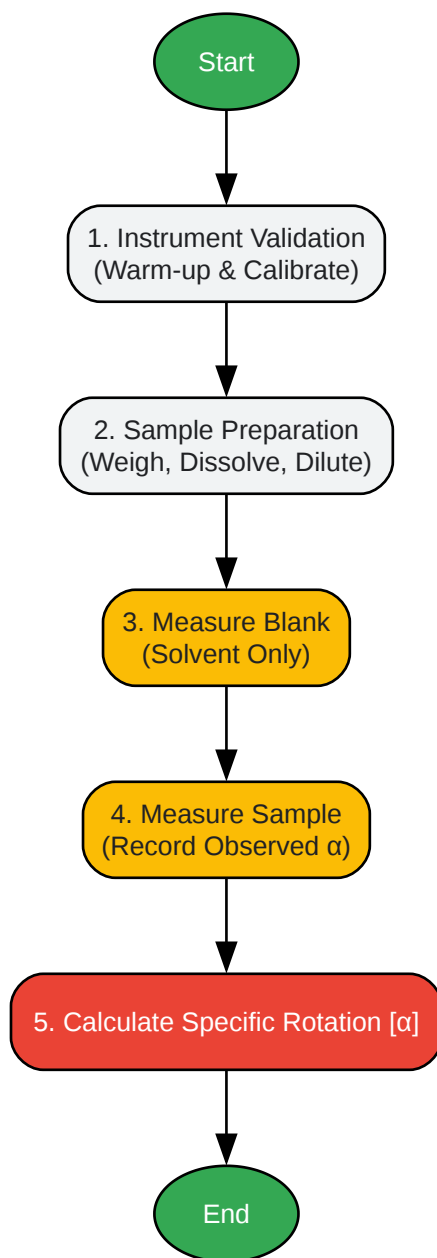 Start
1. Instrument Validation
(Warm-up & Calibrate)
2. Sample Preparation
(Weigh, Dissolve, Dilute)
3. Measure Blank
(Solvent Only)
4. Measure Sample
(Record Observed α)
5. Calculate Specific Rotation [α]
End